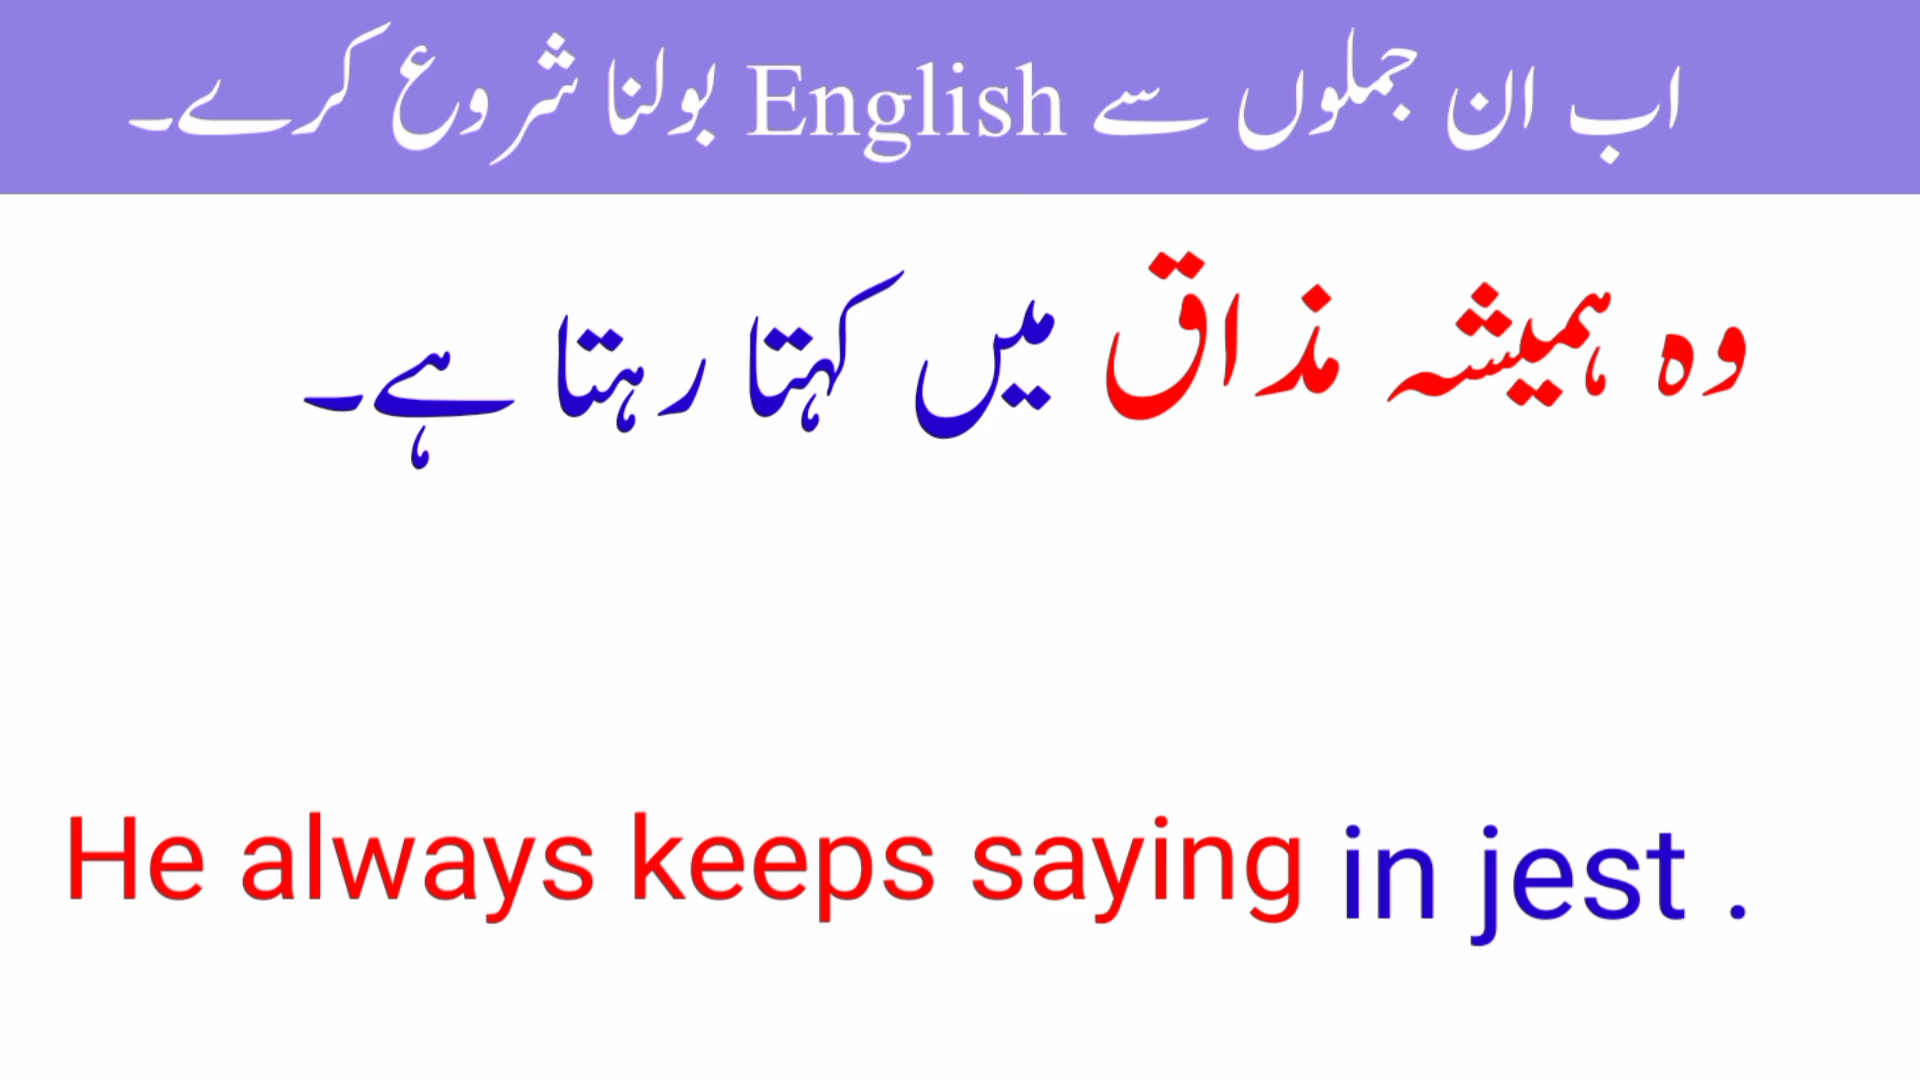 اب ان جملوں سے English بولنا شروع کرے۔
وہ ہمیشہ مذاق میں کہتا رہتا ہے۔
He always keeps saying in jest .